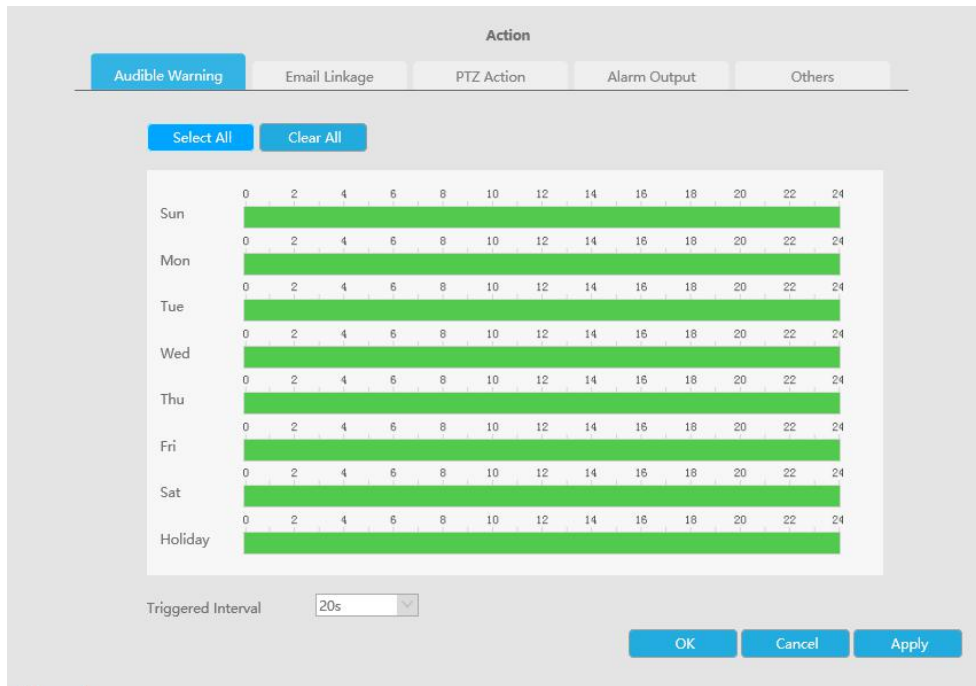 Action
Audible Warning Email Linkage PTZ Action Alarm Output Others
Select All Clear All
0 2 4 6 8 10 12 14 16 18 20 22 24
Sun
0 2 4 6 8 10 12 14 16 18 20 22 24
Mon
0 2 4 6 8 10 12 14 16 18 20 22 24
Tue
0 2 4 6 8 10 12 14 16 18 20 22 24
Wed
0 2 4 6 8 10 12 14 16 18 20 22 24
Thu
0 2 4 6 8 10 12 14 16 18 20 22 24
Fri
0 2 4 6 8 10 12 14 16 18 20 22 24
Sat
0 2 4 6 8 10 12 14 16 18 20 22 24
Holiday
Triggered Interval 20s
OK Cancel Apply